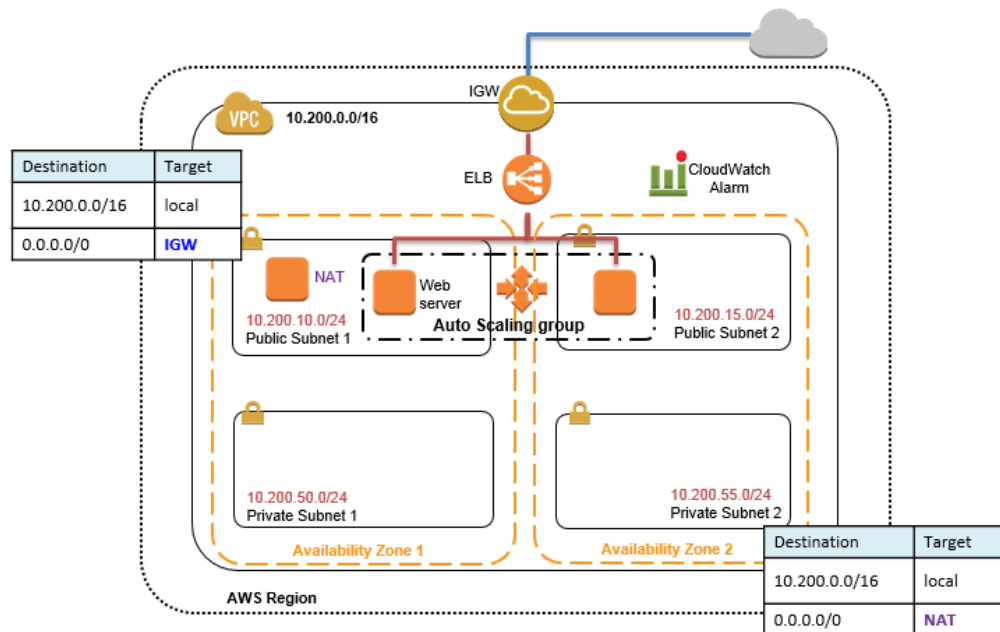 IGW
VPC
10.200.0.0/16
Destination Target
10.200.0.0/16 local
0.0.0.0/0 IGW
ELB
CloudWatch
Alarm
NAT
Web
server
10.200.10.0/24
Public Subnet 1
Auto Scaling group
10.200.15.0/24
Public Subnet 2
10.200.50.0/24
Private Subnet 1
10.200.55.0/24
Private Subnet 2
Availability Zone 1
Availability Zone 2
Destination Target
10.200.0.0/16 local
0.0.0.0/0 NAT
AWS Region